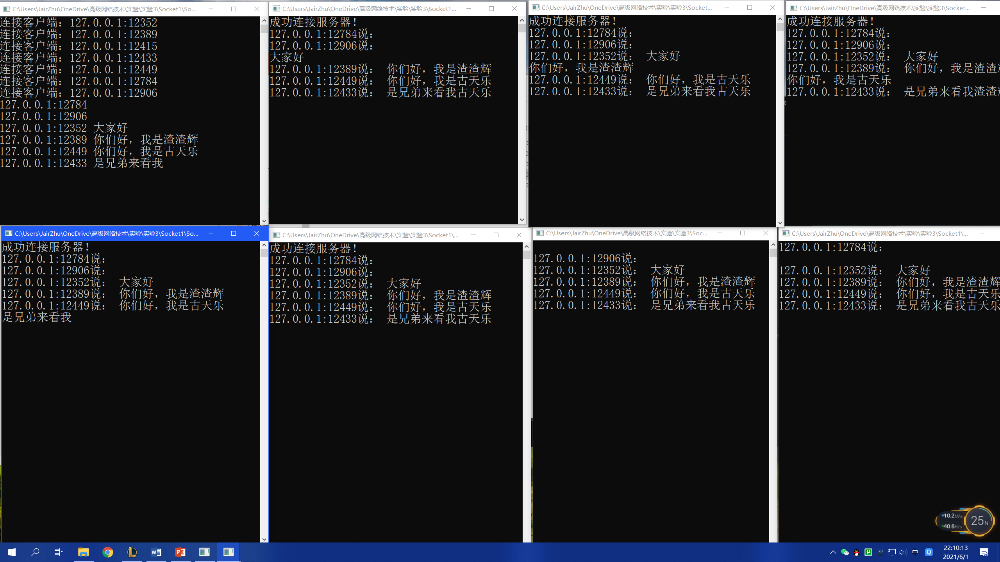 C:\Users\JairZhu\OneDrive\高级网络技术\实验\实验3\Socket1\So...
连接客户端：127.0.0.1:12352
连接客户端：127.0.0.1:12389
连接客户端：127.0.0.1:12415
连接客户端：127.0.0.1:12433
连接客户端：127.0.0.1:12449
连接客户端：127.0.0.1:12784
连接客户端：127.0.0.1:12906
127.0.0.1:12784
127.0.0.1:12906
127.0.0.1:12352 大家好
127.0.0.1:12389 你们好，我是渣渣辉
127.0.0.1:12449 你们好，我是古天乐
127.0.0.1:12433 是兄弟来看我
C:\Users\JairZhu\OneDrive\高级网络技术\实验\实验3\Socket1...
成功连接服务器！
127.0.0.1:12784说：
127.0.0.1:12906说：
大家好
127.0.0.1:12389说： 你们好，我是渣渣辉
127.0.0.1:12449说： 你们好，我是古天乐
127.0.0.1:12433说： 是兄弟来看我古天乐
C:\Users\JairZhu\OneDrive\高级网络技术\实验\实验3\Socket...
成功连接服务器！
127.0.0.1:12784说：
127.0.0.1:12906说：
127.0.0.1:12352说： 大家好
你们好，我是渣渣辉
127.0.0.1:12449说： 你们好，我是古天乐
127.0.0.1:12433说： 是兄弟来看我古天乐
C:\Users\JairZhu\OneDrive\高级网络技术\实验\实验3\Socket...
成功连接服务器！
127.0.0.1:12784说：
127.0.0.1:12906说：
127.0.0.1:12352说： 大家好
127.0.0.1:12389说： 你们好，我是渣渣
你们好，我是古天乐
127.0.0.1:12433说： 是兄弟来看我渣渣
C:\Users\JairZhu\OneDrive\高级网络技术\实验\实验3\Socket1\So...
成功连接服务器！
127.0.0.1:12784说：
127.0.0.1:12906说：
127.0.0.1:12352说： 大家好
127.0.0.1:12389说： 你们好，我是渣渣辉
127.0.0.1:12449说： 你们好，我是古天乐
是兄弟来看我
C:\Users\JairZhu\OneDrive\高级网络技术\实验\实验3\Socket1\...
成功连接服务器！
127.0.0.1:12784说：
127.0.0.1:12906说：
127.0.0.1:12352说： 大家好
127.0.0.1:12389说： 你们好，我是渣渣辉
127.0.0.1:12449说： 你们好，我是古天乐
127.0.0.1:12433说： 是兄弟来看我古天乐
C:\Users\JairZhu\OneDrive\高级网络技术\实验\实验3\Soc...
127.0.0.1:12906说：
127.0.0.1:12352说： 大家好
127.0.0.1:12389说： 你们好，我是渣渣辉
127.0.0.1:12449说： 你们好，我是古天乐
127.0.0.1:12433说： 是兄弟来看我古天乐
C:\Users\JairZhu\OneDrive\高级网络技术\实验\实验3\Socket1\...
127.0.0.1:12784说：
127.0.0.1:12352说： 大家好
127.0.0.1:12389说： 你们好，我是渣渣辉
127.0.0.1:12449说： 你们好，我是古天乐
127.0.0.1:12433说： 是兄弟来看我古天乐
10.2M/s
40.8K/s
25%
中
22:10:13
2021/6/1